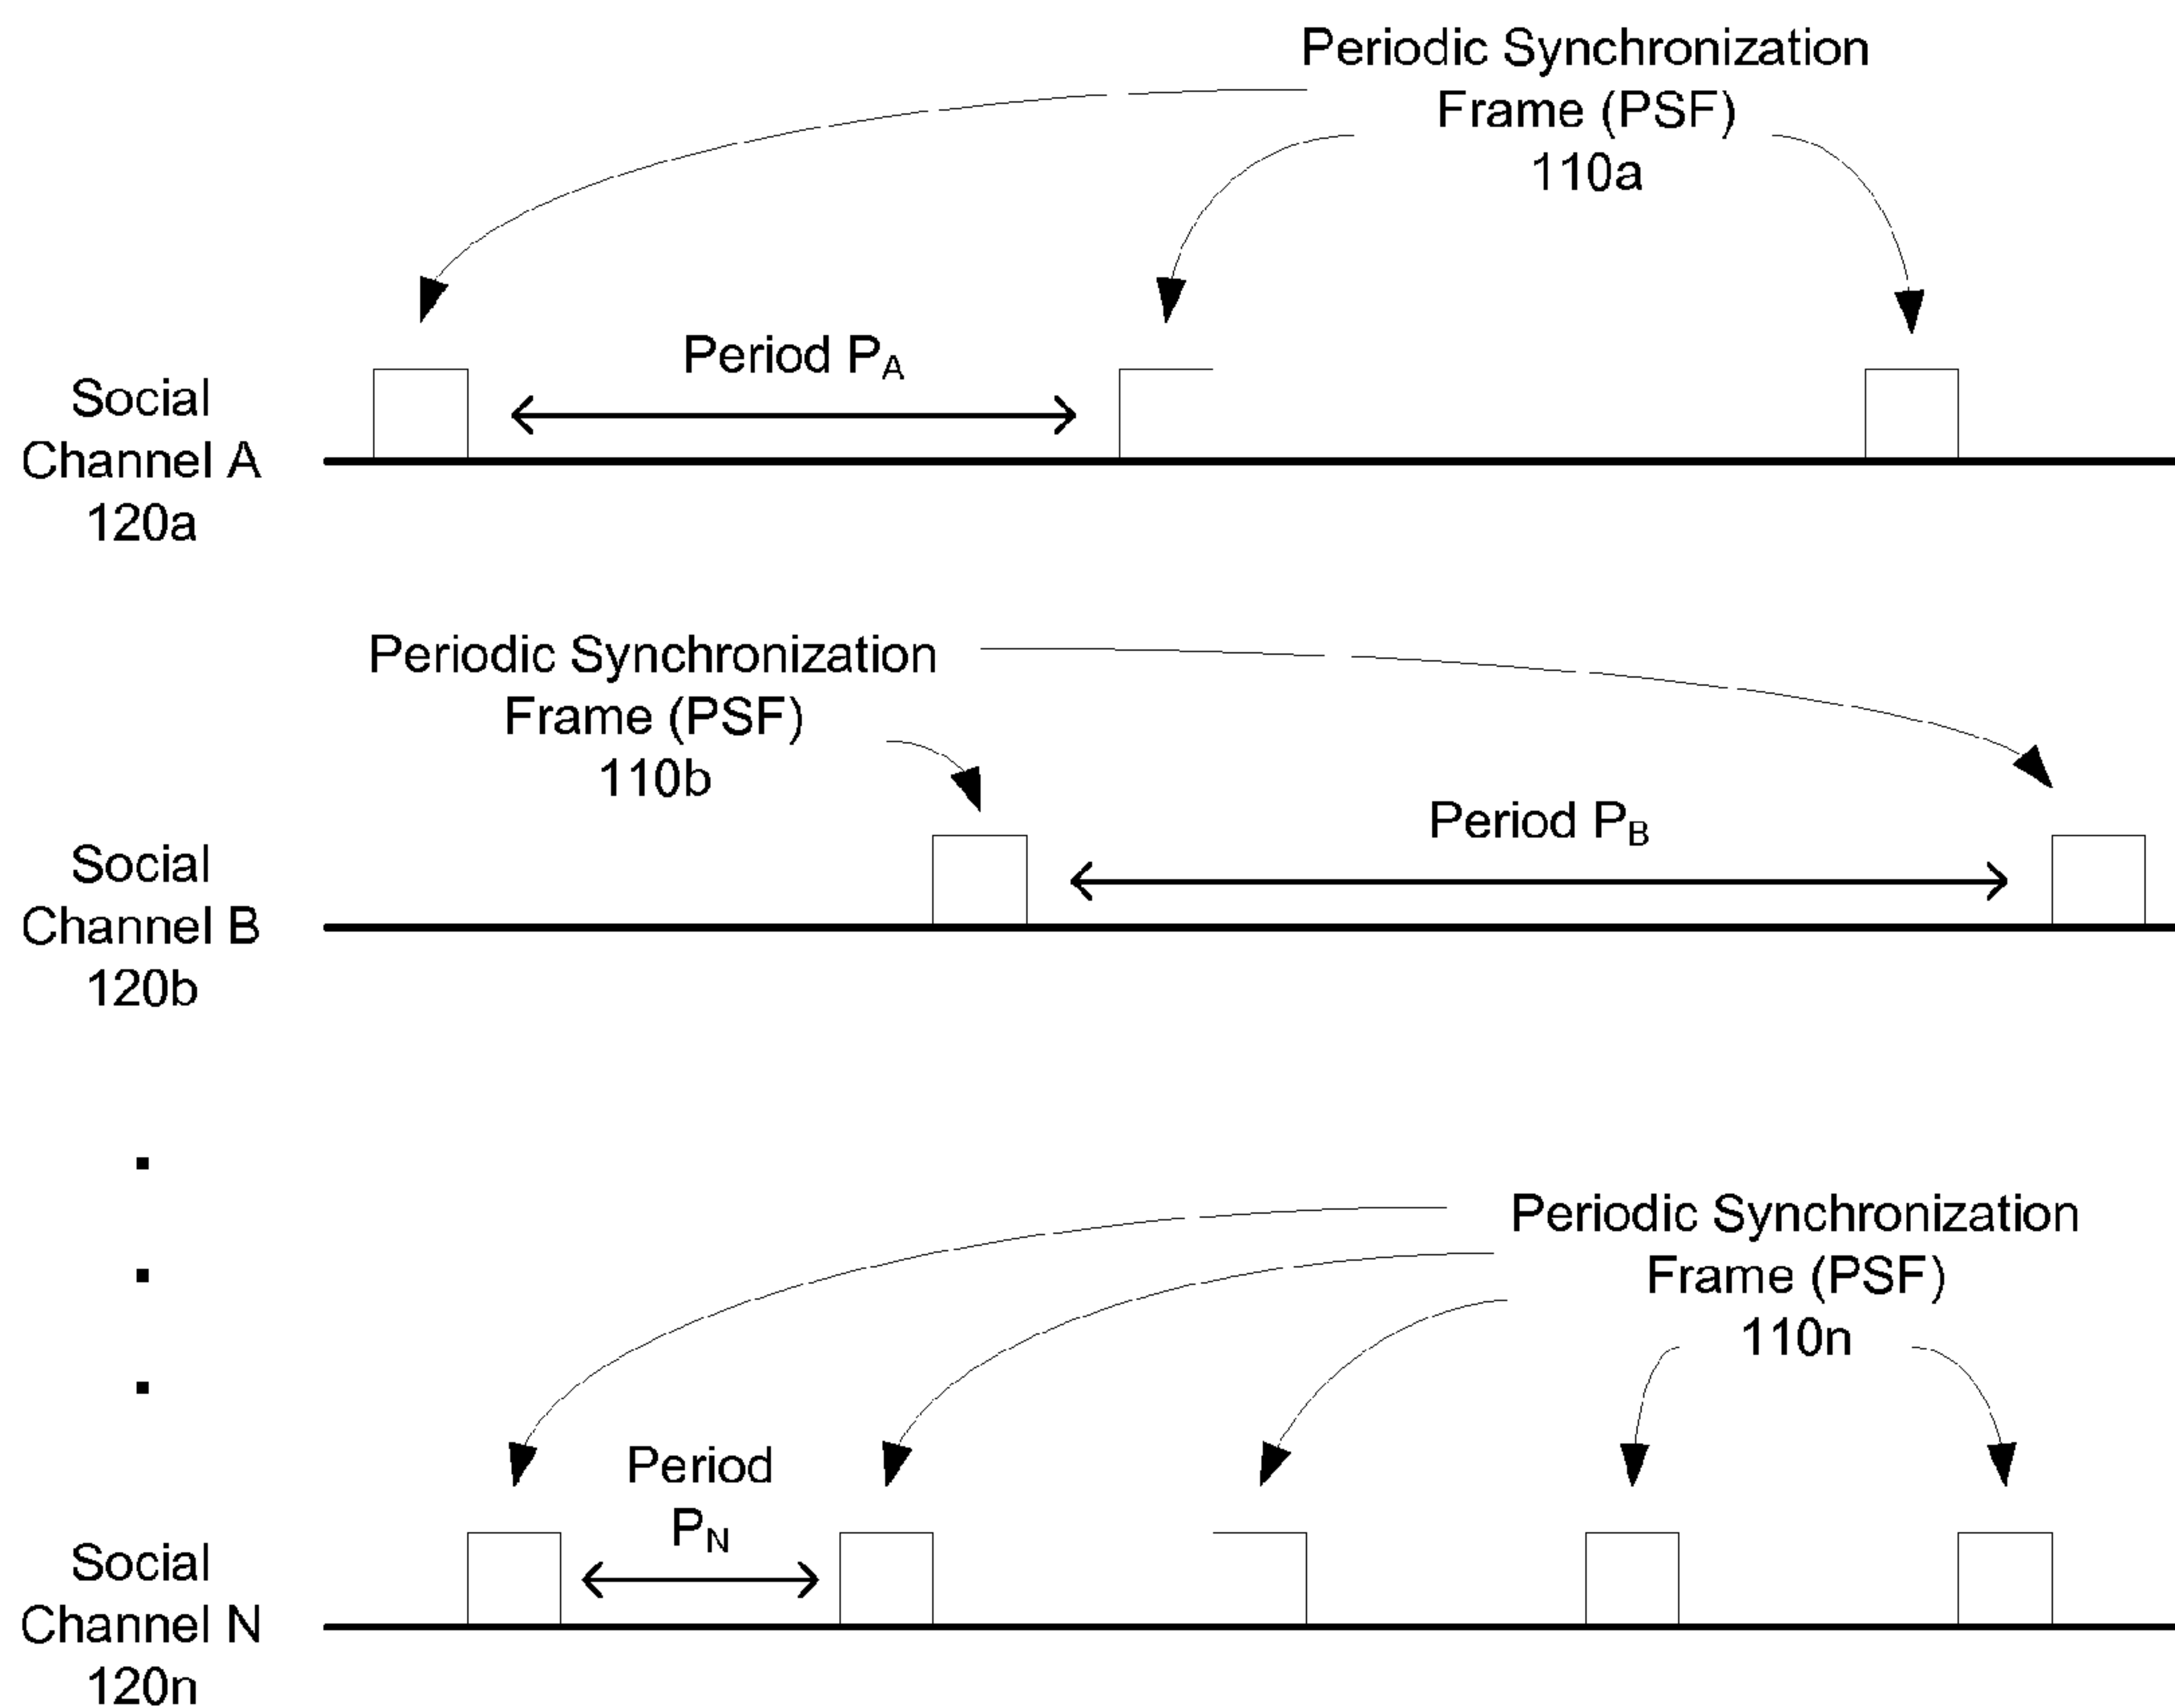 Periodic Synchronization
Frame (PSF)
110a
Period PA
Social
Channel A
120a
Periodic Synchronization
Frame (PSF)
110b
Period PB
Social
Channel B
120b
Periodic Synchronization
Frame (PSF)
110n
Period
PN
Social
Channel N
120n